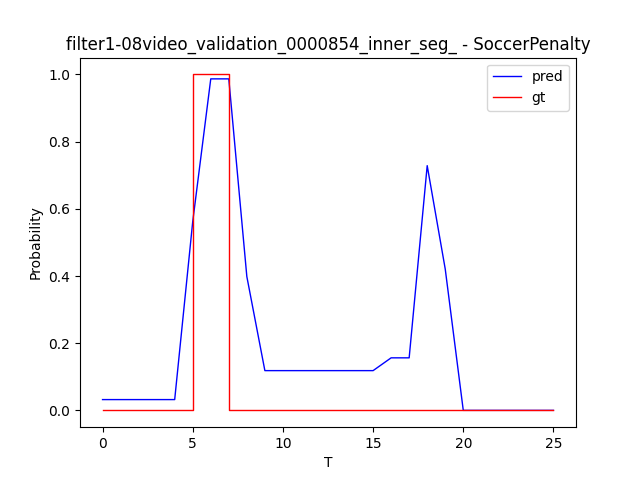 filter1-08video_validation_0000854_inner_seg_ - SoccerPenalty
pred
gt
1.0
0.8
0.6
0.4
0.2
0.0
Probability
0
5
10
15
20
25
T